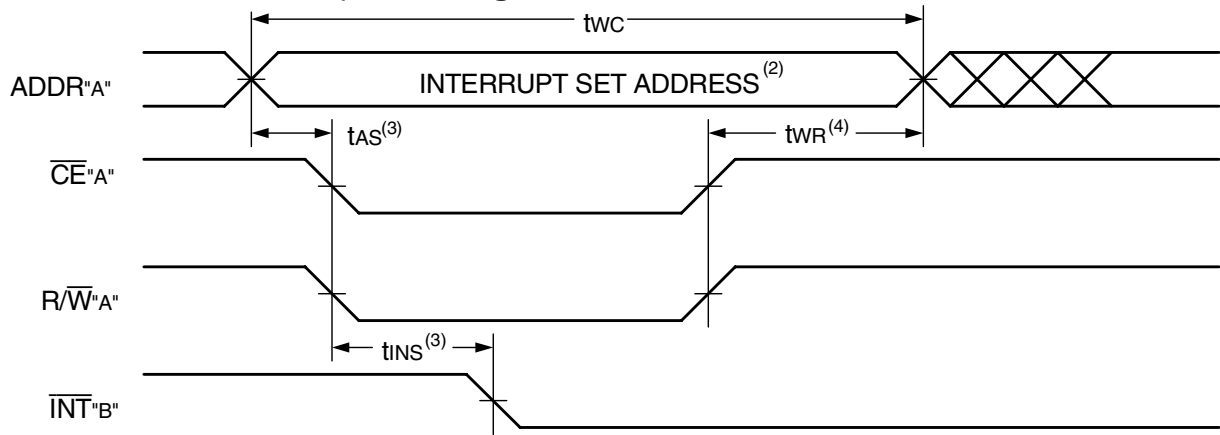 tWC
ADDR"A"
INTERRUPT SET ADDRESS(2)
tAS(3)
tWR(4)
CE"A"
R/W"A"
tINS(3)
INT"B"